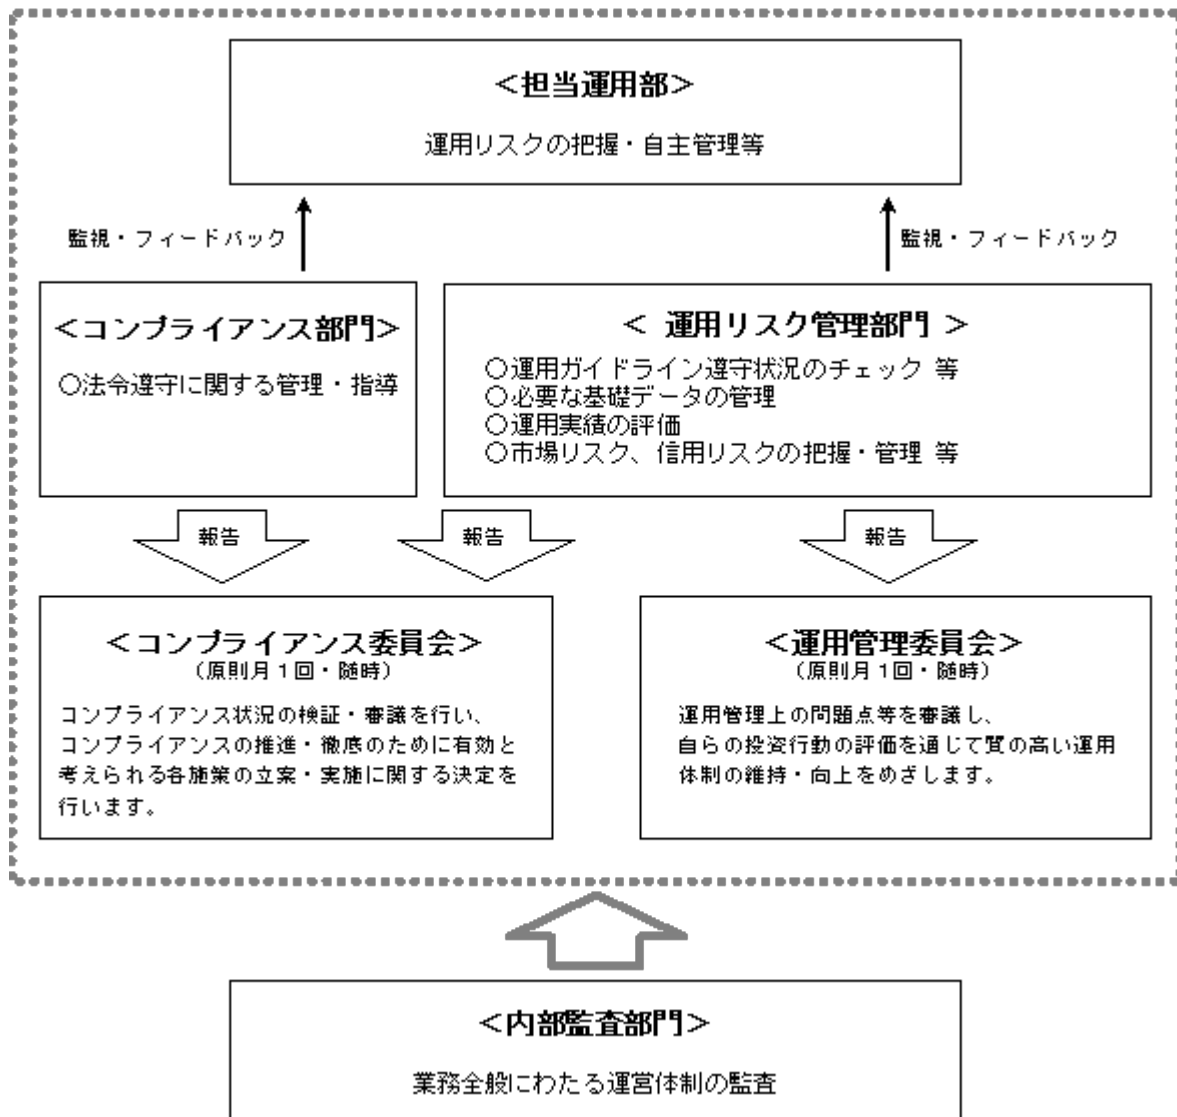 ＜担当運用部＞
運用リスクの把握・自主管理等
監視・フィードバック
監視・フィードバック
＜コンプライアンス部門＞
○法令遵守に関する管理・指導
＜ 運用リスク管理部門 ＞
○運用ガイドライン遵守状況のチェック 等
○必要な基礎データの管理
○運用実績の評価
○市場リスク、信用リスクの把握・管理 等
報告
報告
報告
＜コンプライアンス委員会＞
（原則月１回・随時）
コンプライアンス状況の検証・審議を行い、
コンプライアンスの推進・徹底のために有効と
考えられる各施策の立案・実施に関する決定を
行います。
＜運用管理委員会＞
（原則月１回・随時）
運用管理上の問題点等を審議し、
自らの投資行動の評価を通じて質の高い運用
体制の維持・向上をめざします。
＜内部監査部門＞
業務全般にわたる運営体制の監査